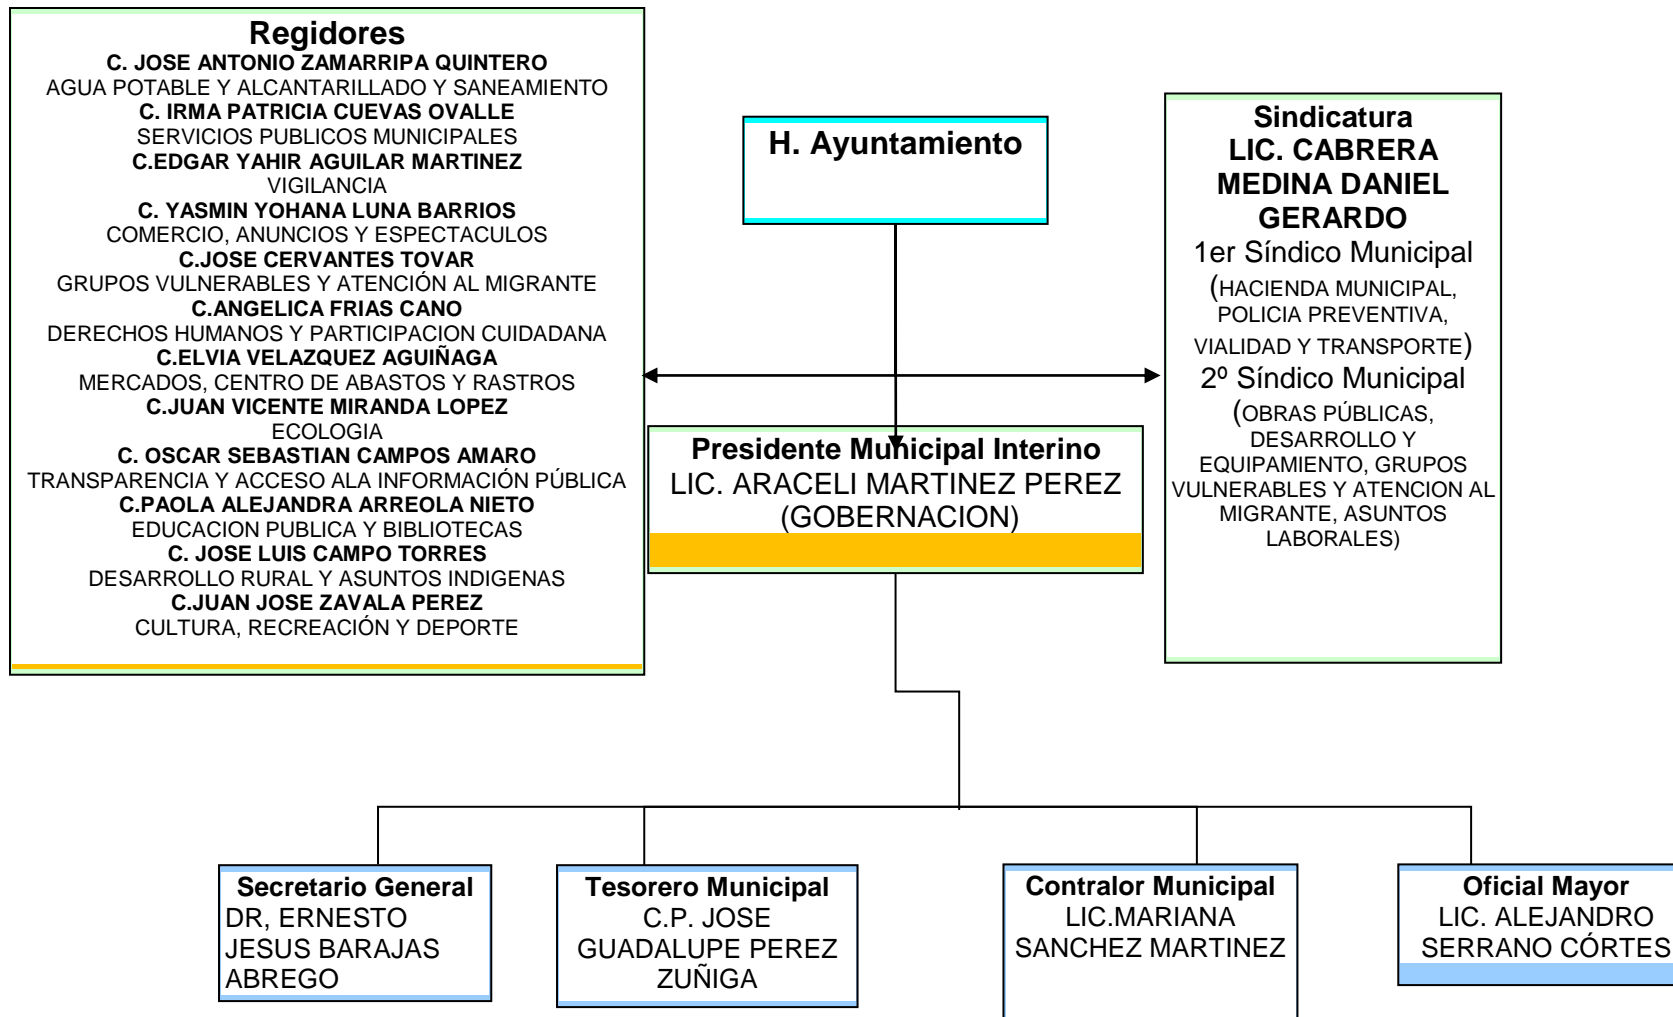 Regidores
C. JOSE ANTONIO ZAMARRIPA QUINTERO
AGUA POTABLE Y ALCANTARILLADO Y SANEAMIENTO
C. IRMA PATRICIA CUEVAS OVALLE
SERVICIOS PUBLICOS MUNICIPALES
C.EDGAR YAHIR AGUILAR MARTINEZ
VIGILANCIA
C. YASMIN YOHANA LUNA BARRIOS
COMERCIO, ANUNCIOS Y ESPECTACULOS
C.JOSE CERVANTES TOVAR
GRUPOS VULNERABLES Y ATENCIÓN AL MIGRANTE
C.ANGELICA FRIAS CANO
DERECHOS HUMANOS Y PARTICIPACION CUIDADANA
C.ELVIA VELAZQUEZ AGUIÑAGA
MERCADOS, CENTRO DE ABASTOS Y RASTROS
C.JUAN VICENTE MIRANDA LOPEZ
ECOLOGIA
C. OSCAR SEBASTIAN CAMPOS AMARO
TRANSPARENCIA Y ACCESO ALA INFORMACIÓN PÚBLICA
C.PAOLA ALEJANDRA ARREOLA NIETO
EDUCACION PUBLICA Y BIBLIOTECAS
C. JOSE LUIS CAMPO TORRES
DESARROLLO RURAL Y ASUNTOS INDIGENAS
C.JUAN JOSE ZAVALA PEREZ
CULTURA, RECREACIÓN Y DEPORTE
H. Ayuntamiento
Sindicatura
LIC. CABRERA
MEDINA DANIEL
GERARDO
1er Síndico Municipal
(HACIENDA MUNICIPAL,
POLICIA PREVENTIVA,
VIALIDAD Y TRANSPORTE)
2º Síndico Municipal
(OBRAS PÚBLICAS,
DESARROLLO Y
EQUIPAMIENTO, GRUPOS
VULNERABLES Y ATENCION AL
MIGRANTE, ASUNTOS
LABORALES)
Presidente Municipal Interino
LIC. ARACELI MARTINEZ PEREZ
(GOBERNACION)
Secretario General
DR, ERNESTO
JESUS BARAJAS
ABREGO
Tesorero Municipal
C.P. JOSE
GUADALUPE PEREZ
ZUÑIGA
Contralor Municipal
LIC.MARIANA
SANCHEZ MARTINEZ
Oficial Mayor
LIC. ALEJANDRO
SERRANO CÓRTES